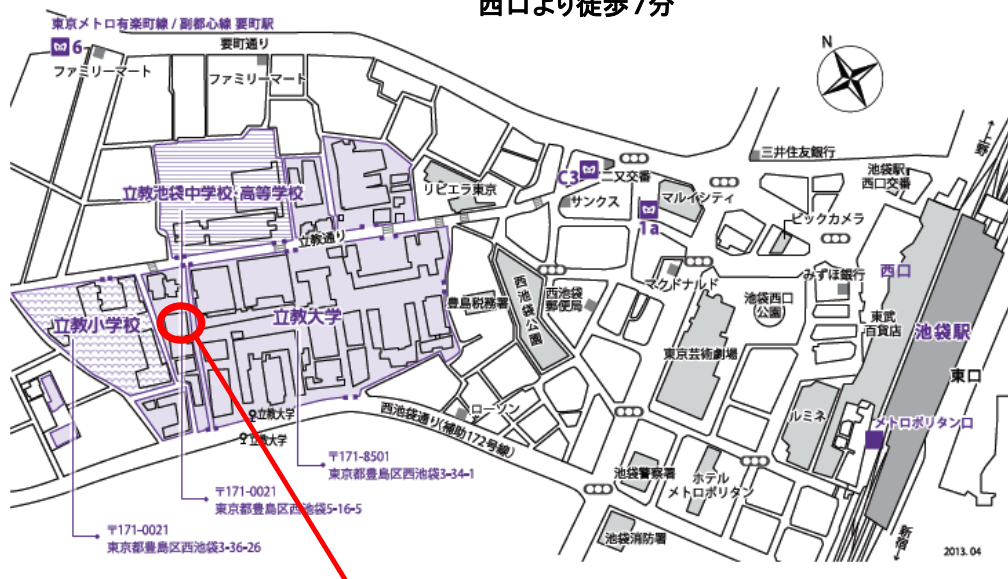 西口より徒歩7分
東京メトロ有楽町線 / 副都心線 要町駅
6
要町通り
ファミリーマート
ファミリーマート
N
上野
三井住友銀行
池袋駅
西口交番
C3
二又交番
リビエラ東京
サンクス
マルイシティ
1a
ビックカメラ
立教池袋中学校・高等学校
立教通り
西口
みずほ銀行
マクドナルド
豊島税務署
西池袋公園
西池袋
郵便局
池袋西口
公園
東武
百貨店
池袋駅
立教小学校
立教大学
東京芸術劇場
東口
ルミネ
メトロポリタン口
ローソン
立教大学
立教大学
西池袋通り(補助172号線)
〒171-8501
東京都豊島区西池袋3-34-1
池袋警察署
ホテル
メトロポリタン
〒171-0021
東京都豊島区西池袋5-16-5
〒171-0021
東京都豊島区西池袋3-36-26
池袋消防署
新宿
2013.04